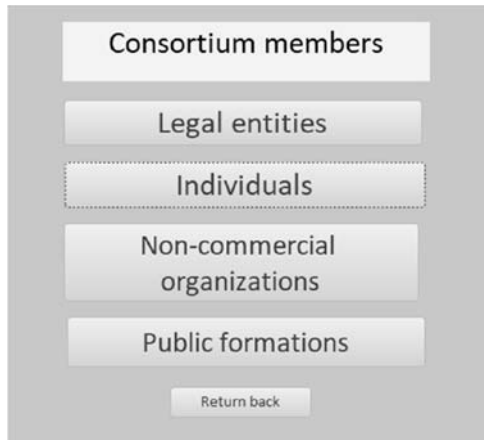 Consortium members
Legal entities
Individuals
Non-commercial
organizations
Public formations
Return back